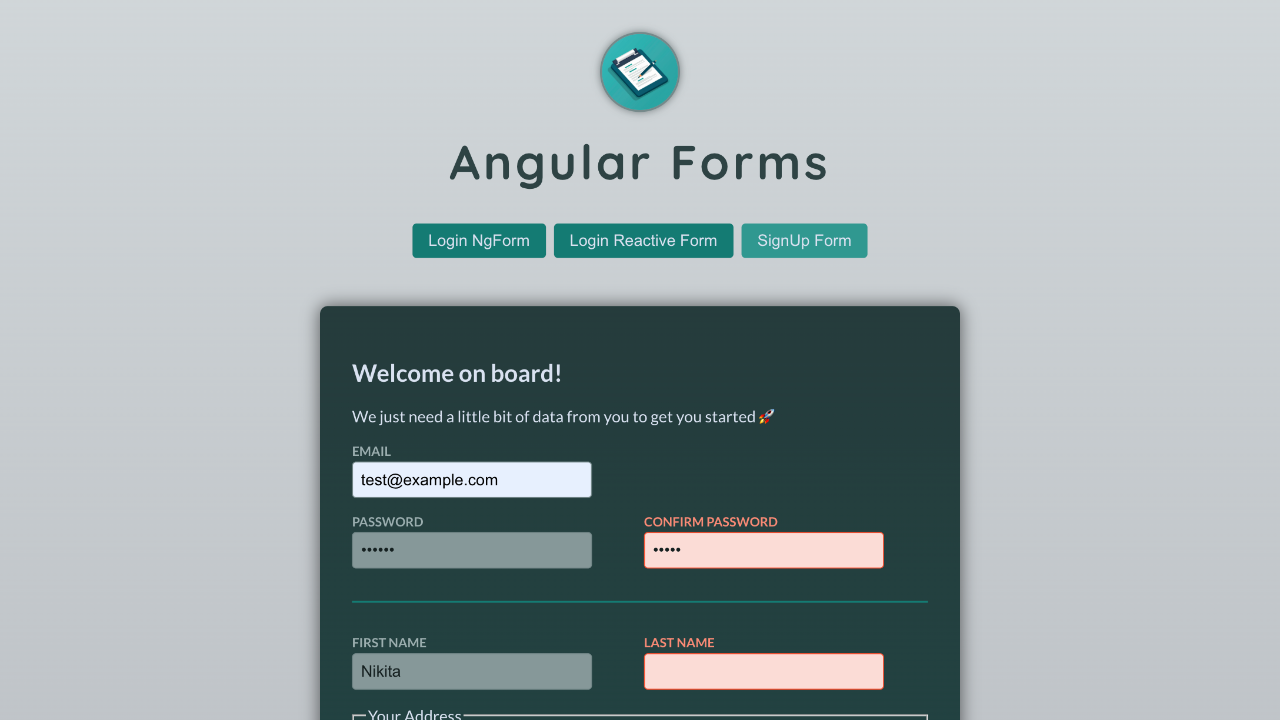 Angular Forms
Login NgForm
Login Reactive Form
SignUp Form
Welcome on board!
We just need a little bit of data from you to get you started 🚀
EMAIL
test@example.com
PASSWORD
CONFIRM PASSWORD
••••••
•••••
FIRST NAME
LAST NAME
Nikita
Your Address